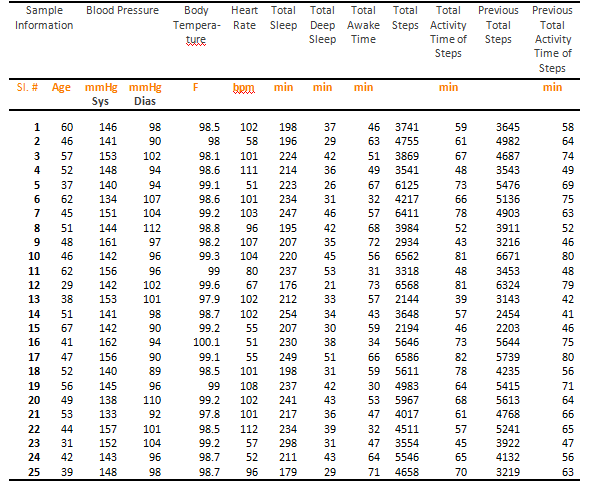 Sample Blood Pressure Body Heart Total Total Total Total Total Previous Previous
Information Tempera- Rate Sleep Deep Awake Steps Activity Total Total
ture Sleep Time Time of Steps Activity
Steps Time of
Steps
Sl. # Age mmHg mmHg F bpm min min min min min
Sys Dias
1 60 146 98 98.5 102 198 37 46 3741 59 3645 58
2 46 141 90 98 58 196 29 63 4755 61 4982 64
3 57 153 102 98.1 101 224 42 51 3869 67 4687 74
4 52 148 94 98.6 111 214 36 49 3541 48 3543 49
5 37 140 94 99.1 51 223 26 67 6125 73 5476 69
6 62 134 107 98.6 101 234 31 32 4217 66 5136 75
7 45 151 104 99.2 103 247 46 57 6411 78 4903 63
8 51 144 112 98.8 96 195 42 68 3984 52 3911 52
9 48 161 97 98.2 107 207 35 72 2934 43 3216 46
10 46 142 96 99.3 104 220 45 56 6562 81 6671 80
11 62 156 96 99 80 237 53 31 3318 48 3453 48
12 29 142 102 99.6 67 176 21 73 6568 81 6324 79
13 38 153 101 97.9 102 212 33 57 2144 39 3143 42
14 51 141 98 98.7 102 254 34 43 3648 57 2454 41
15 67 142 90 99.2 55 207 30 59 2194 46 2203 46
16 41 162 94 100.1 51 230 38 34 5646 73 5644 75
17 47 156 90 99.1 55 249 51 66 6586 82 5739 80
18 52 140 89 98.5 101 198 31 59 5611 78 4235 56
19 56 145 96 99 108 237 42 30 4983 64 5415 71
20 49 138 110 99.2 102 241 43 53 5967 68 5613 64
21 53 133 92 97.8 101 217 36 47 4017 61 4768 66
22 44 157 101 98.5 112 234 39 32 4511 57 5241 65
23 31 152 104 99.2 57 298 31 47 3554 45 3922 47
24 42 143 96 98.7 52 211 43 64 5546 65 4132 56
25 39 148 98 98.7 96 179 29 71 4658 70 3219 63